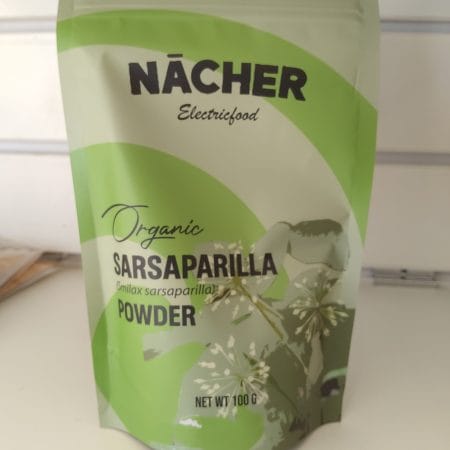 NĀCHER
Electricfood
Organic
SARSAPARILLA
(Smilax sarsaparilla)
POWDER
NET WT 100 G